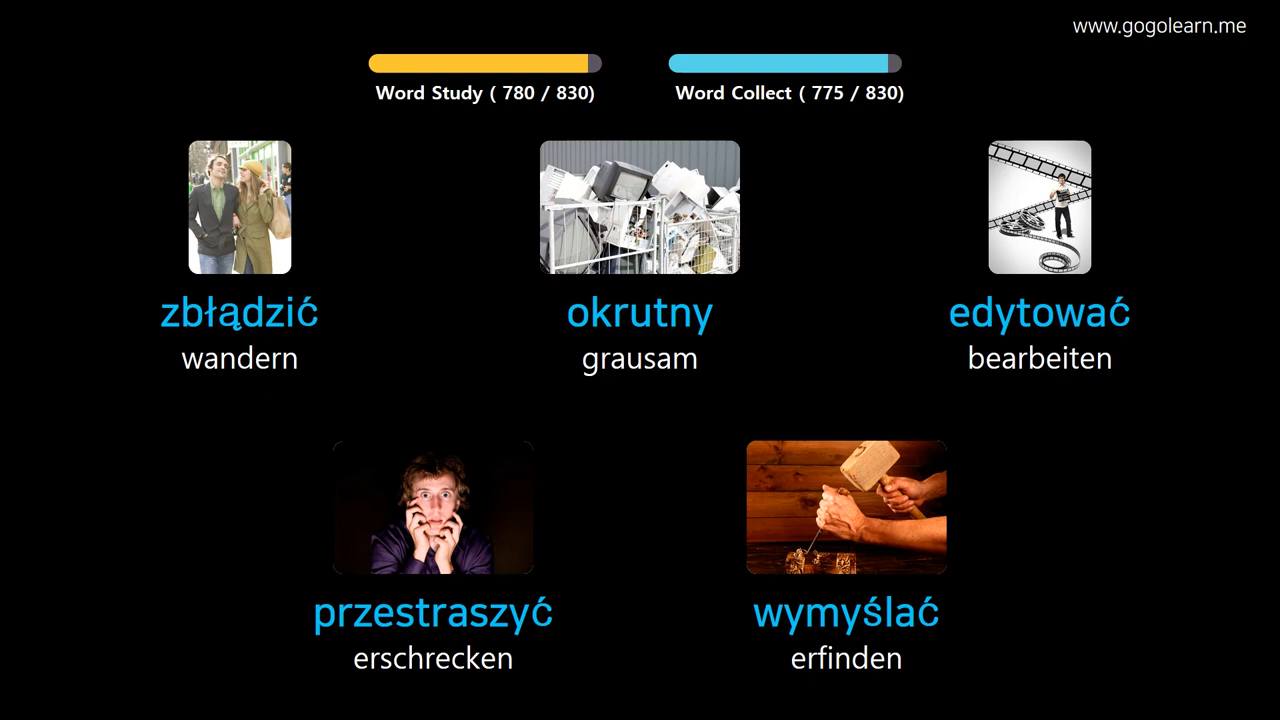 www.gogolearn.me
Word Study ( 780 / 830)
Word Collect ( 775 / 830)
zbłądzić
wandern
okrutny
grausam
edytować
bearbeiten
przestraszyć
erschrecken
wymyślać
erfinden